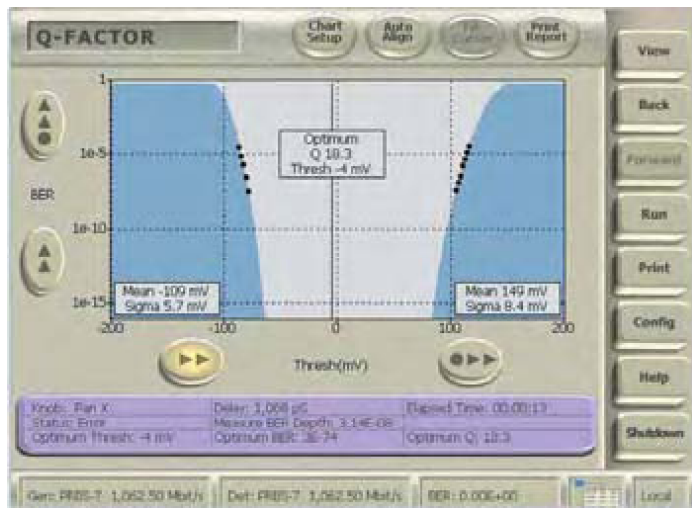 Q-FACTOR
Chart Setup
Auto Align
Print Report
View
Back
Forward
Run
Print
Config
Help
Shutdown
BER
1
1e-5
1e-10
1e-15
Optimum
Q 18.3
Thresh -4 mV
Mean -109 mV
Sigma 5.7 mV
Mean 149 mV
Sigma 8.4 mV
-200
-100
0
100
200
Thresh(mV)
Knob: Pan X
Delay: 1,068 pS
Elapsed Time: 00:00:13
Status: Error
Measure BER Depth: 3.14E-08
Optimum Thresh: -4 mV
Optimum BER: 3E-74
Optimum Q: 18.3
Gen: PRBS-7 1,062.50 Mbit/s
Det: PRBS-7 1,062.50 Mbit/s
BER: 0.00E+00
Local